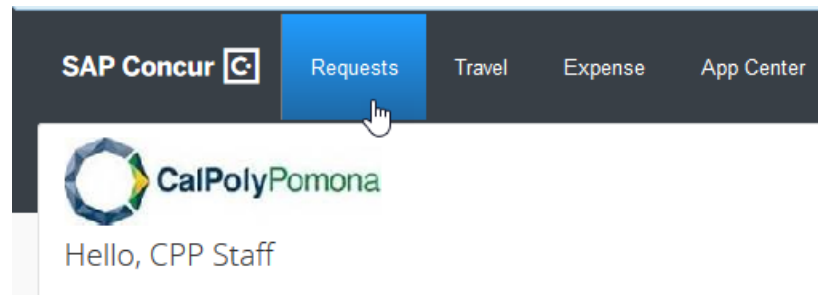 SAP Concur C Requests Travel Expense App Center
CalPolyPomona
Hello, CPP Staff